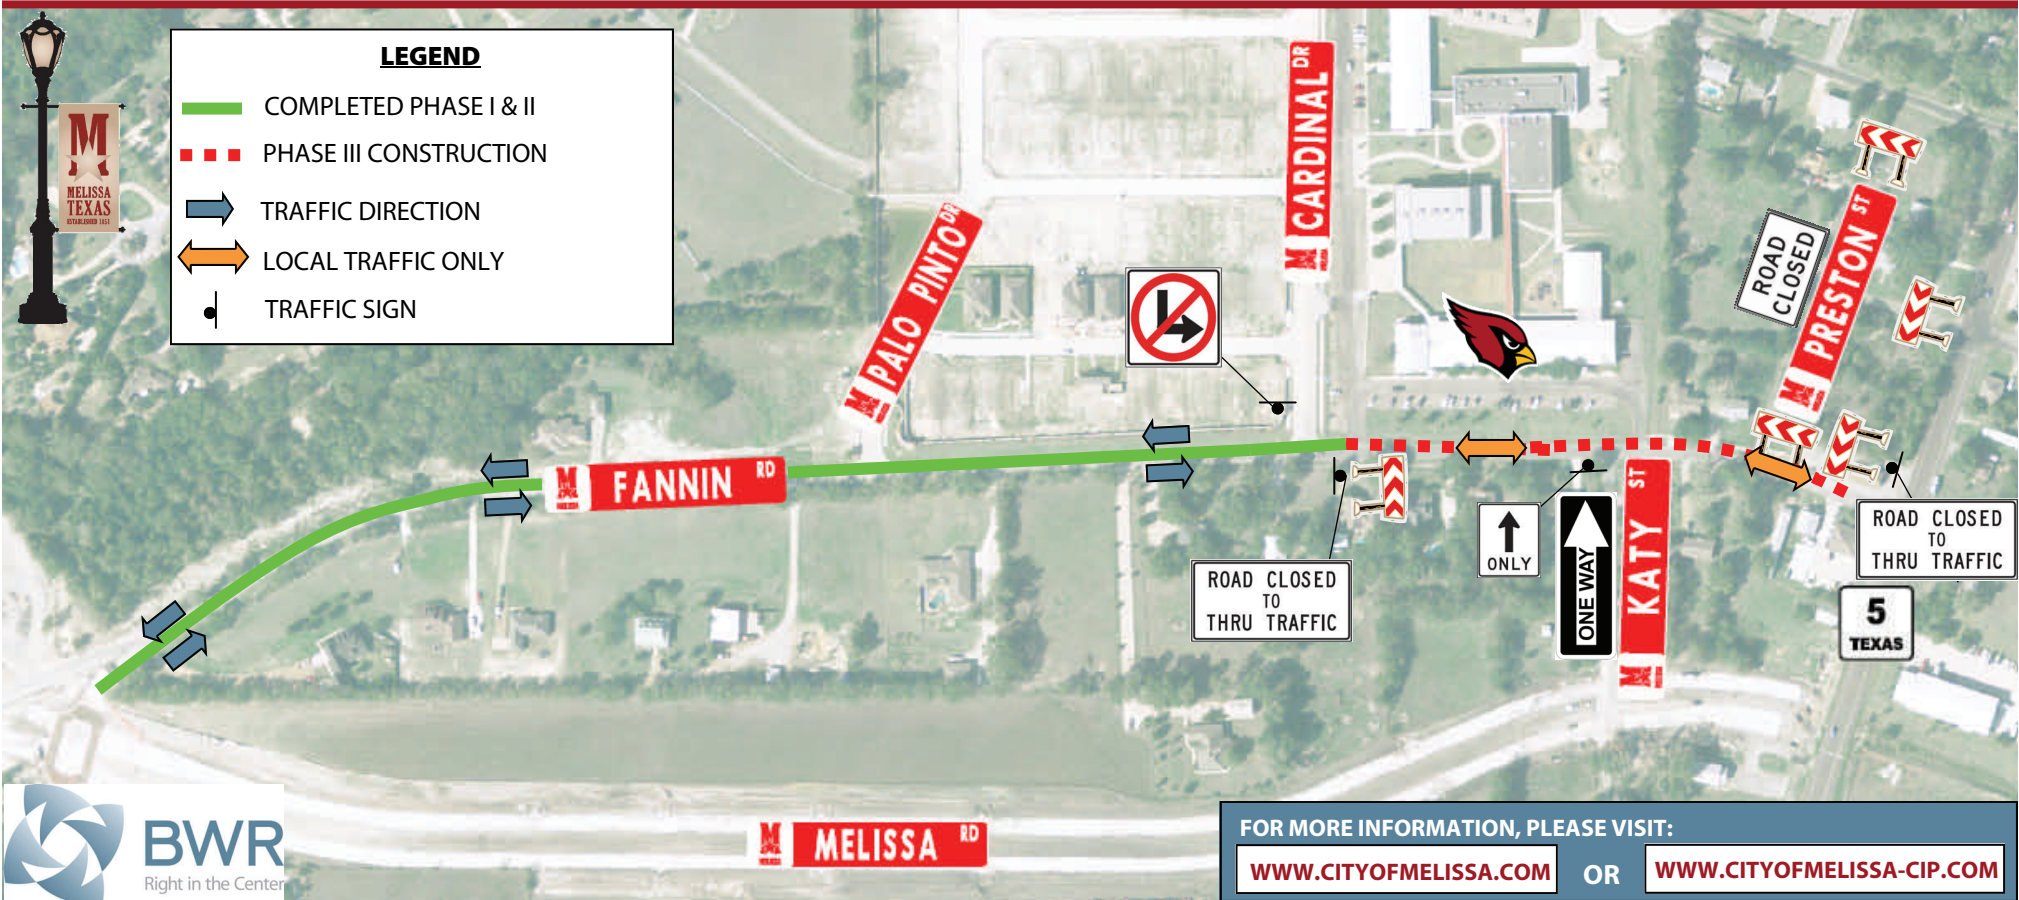 M
MELISSA
TEXAS
ESTABLISHED 1851
LEGEND
COMPLETED PHASE I & II
PHASE III CONSTRUCTION
TRAFFIC DIRECTION
LOCAL TRAFFIC ONLY
TRAFFIC SIGN
M PALO PINTO DR
M CARDINAL DR
ROAD
CLOSED
M PRESTON ST
M FANNIN RD
ROAD CLOSED
TO
THRU TRAFFIC
ONLY
ONE WAY
M KATY ST
ROAD CLOSED
TO
THRU TRAFFIC
5
TEXAS
M MELISSA RD
BWR
Right in the Center
FOR MORE INFORMATION, PLEASE VISIT:
WWW.CITYOFMELISSA.COM OR WWW.CITYOFMELISSA-CIP.COM